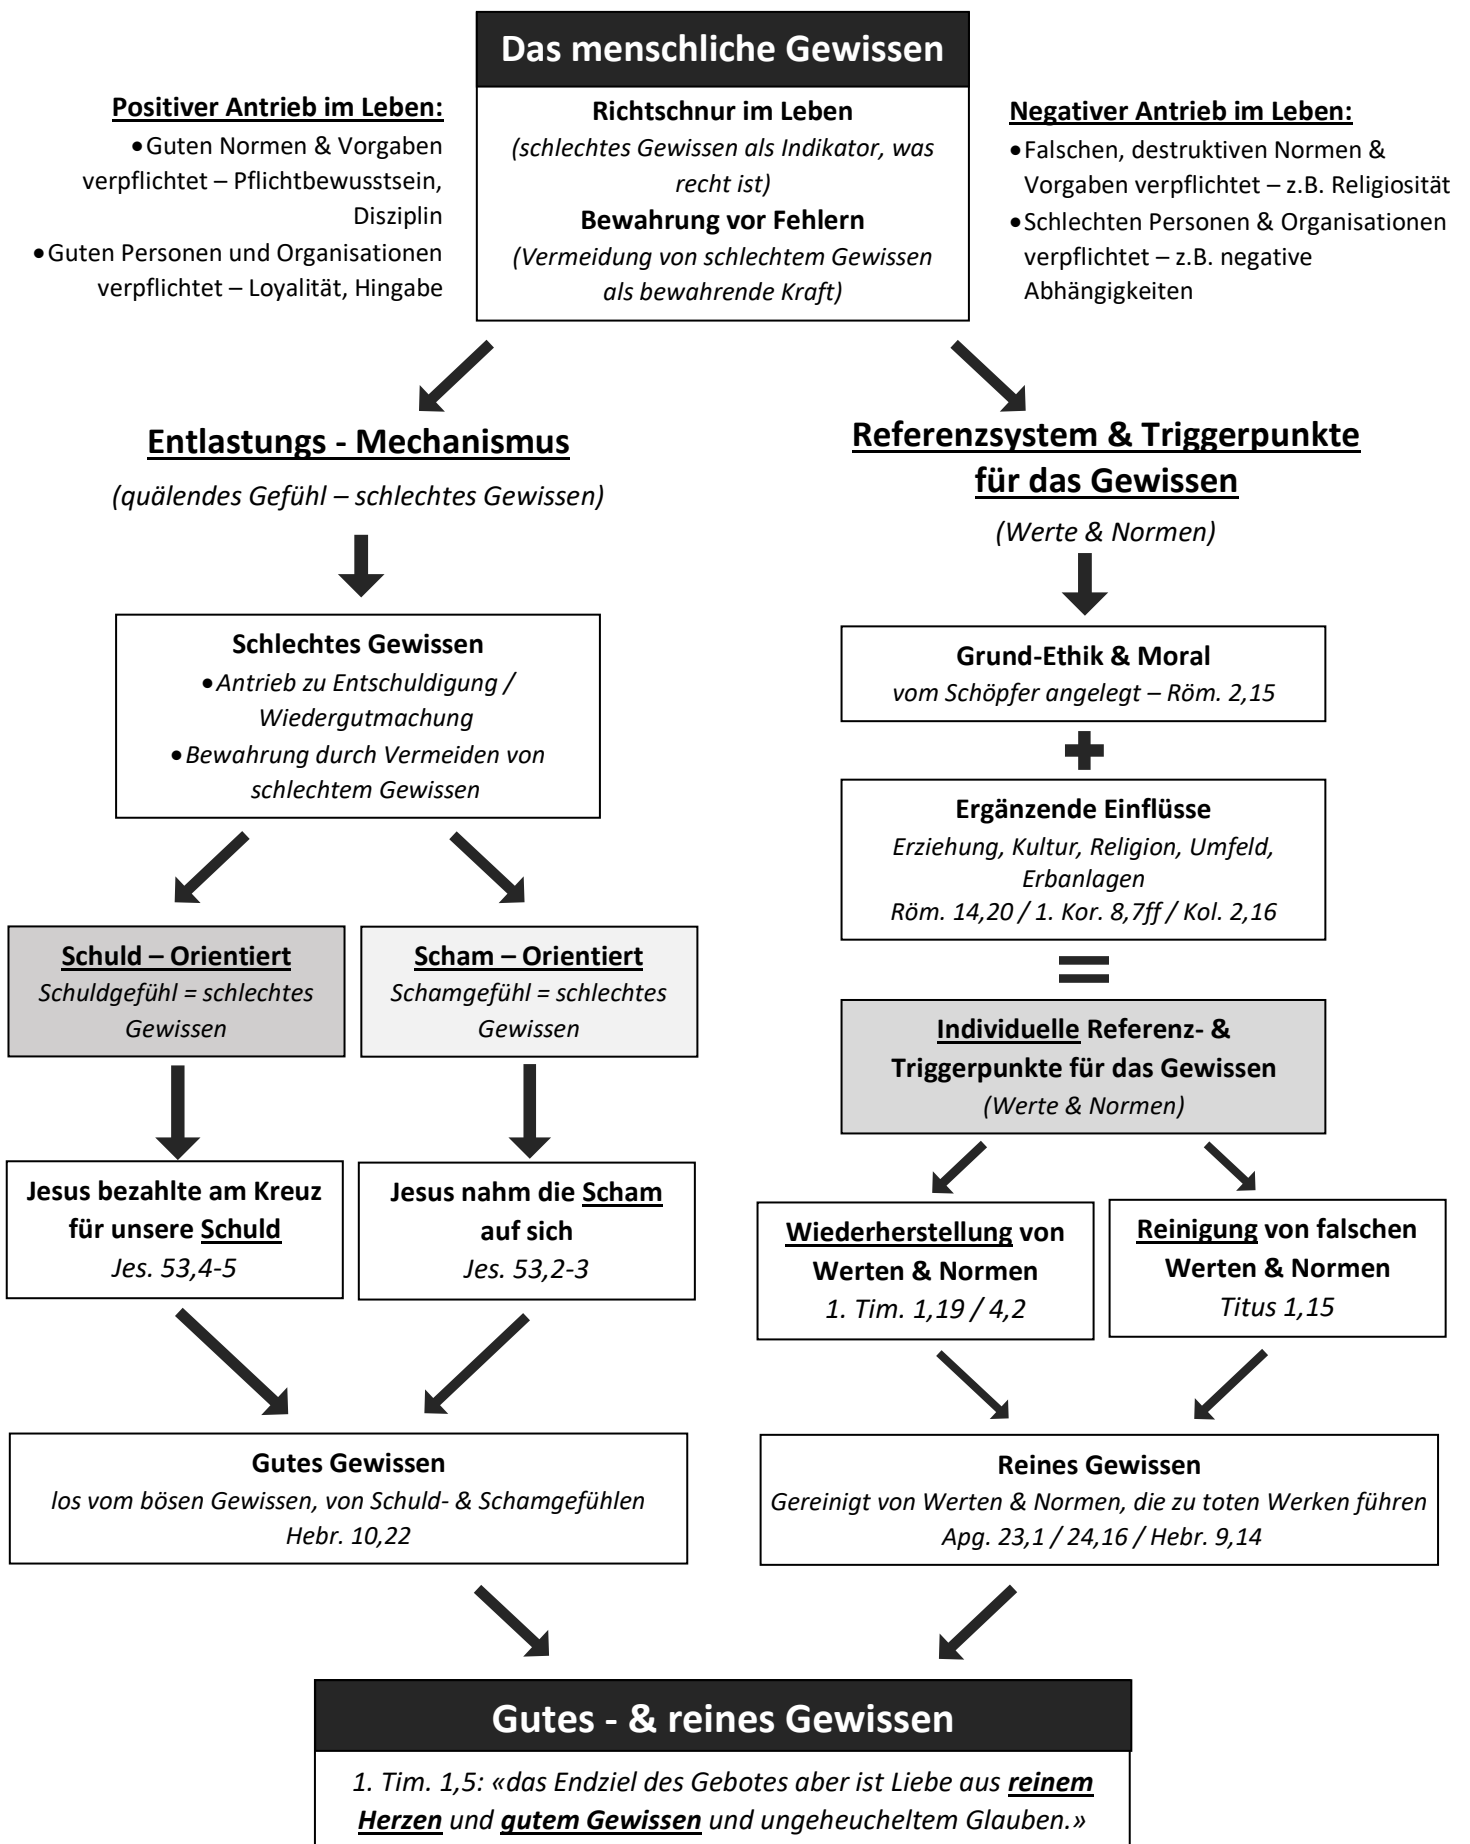 Das menschliche Gewissen
Positiver Antrieb im Leben:
•Guten Normen & Vorgaben
verpflichtet – Pflichtbewusstsein,
Disziplin
•Guten Personen und Organisationen
verpflichtet – Loyalität, Hingabe
Richtschnur im Leben
(schlechtes Gewissen als Indikator, was
recht ist)
Bewahrung vor Fehlern
(Vermeidung von schlechtem Gewissen
als bewahrende Kraft)
Negativer Antrieb im Leben:
•Falschen, destruktiven Normen &
Vorgaben verpflichtet – z.B. Religiosität
•Schlechten Personen & Organisationen
verpflichtet – z.B. negative
Abhängigkeiten
Entlastungs - Mechanismus
(quälendes Gefühl – schlechtes Gewissen)
Schlechtes Gewissen
•Antrieb zu Entschuldigung /
Wiedergutmachung
•Bewahrung durch Vermeiden von
schlechtem Gewissen
Schuld – Orientiert
Schuldgefühl = schlechtes
Gewissen
Scham – Orientiert
Schamgefühl = schlechtes
Gewissen
Jesus bezahlte am Kreuz
für unsere Schuld
Jes. 53,4-5
Jesus nahm die Scham
auf sich
Jes. 53,2-3
Gutes Gewissen
los vom bösen Gewissen, von Schuld- & Schamgefühlen
Hebr. 10,22
Referenzsystem & Triggerpunkte
für das Gewissen
(Werte & Normen)
Grund-Ethik & Moral
vom Schöpfer angelegt – Röm. 2,15
Ergänzende Einflüsse
Erziehung, Kultur, Religion, Umfeld,
Erbanlagen
Röm. 14,20 / 1. Kor. 8,7ff / Kol. 2,16
Individuelle Referenz- &
Triggerpunkte für das Gewissen
(Werte & Normen)
Wiederherstellung von
Werten & Normen
1. Tim. 1,19 / 4,2
Reinigung von falschen
Werten & Normen
Titus 1,15
Reines Gewissen
Gereinigt von Werten & Normen, die zu toten Werken führen
Apg. 23,1 / 24,16 / Hebr. 9,14
Gutes - & reines Gewissen
1. Tim. 1,5: «das Endziel des Gebotes aber ist Liebe aus reinem
Herzen und gutem Gewissen und ungeheucheltem Glauben.»